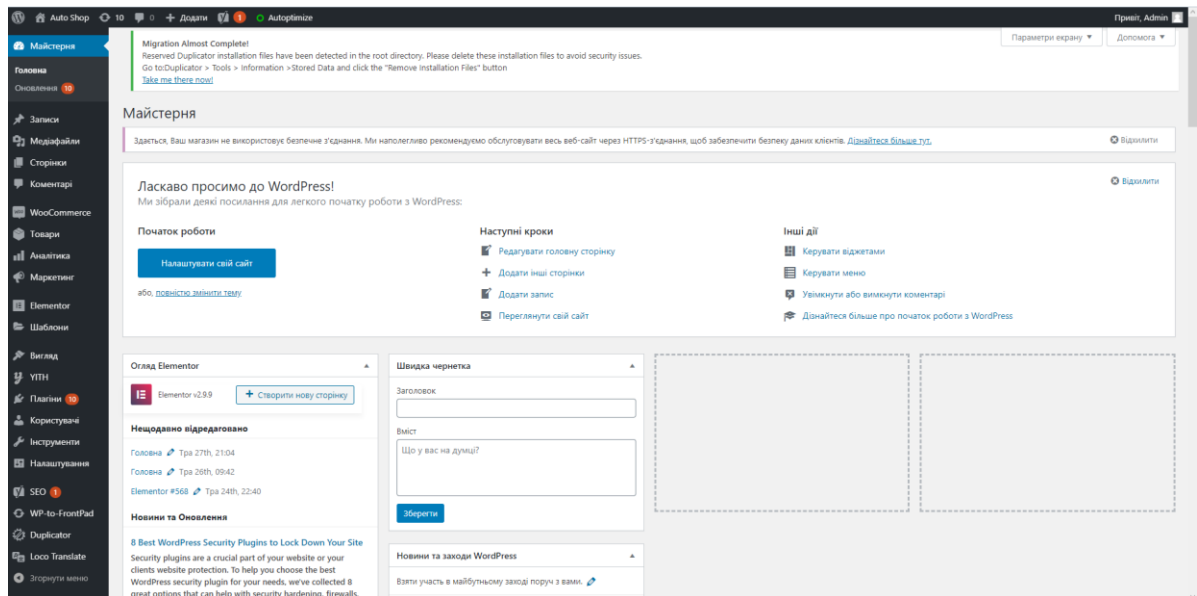 Auto Shop 10 0 + Додати 1 Autoptimize Привіт, Admin
Майстерня
Головна
Оновлення 10
Записи
Медіафайли
Сторінки
Коментарі
WooCommerce
Товари
Аналітика
Маркетинг
Elementor
Шаблони
Вигляд
YITH
Плагіни 10
Користувачі
Інструменти
Налаштування
SEO 1
WP-to-FrontPad
Duplicator
Loco Translate
Згорнути меню
Параметри екрану
Допомога
Migration Almost Complete!
Reserved Duplicator installation files have been detected in the root directory. Please delete these installation files to avoid security issues.
Go to:Duplicator > Tools > Information >Stored Data and click the "Remove Installation Files" button
Take me there now!
Майстерня
Здається, Ваш магазин не використовує безпечне з'єднання. Ми наполегливо рекомендуємо обслуговувати весь веб-сайт через HTTPS-з'єднання, щоб забезпечити безпеку даних клієнтів. Дізнайтеся більше тут.
Відхилити
Ласкаво просимо до WordPress!
Відхилити
Ми зібрали деякі посилання для легкого початку роботи з WordPress:
Початок роботи
Налаштувати свій сайт
або, повністю змінити тему
Наступні кроки
Редагувати головну сторінку
Додати інші сторінки
Додати запис
Переглянути свій сайт
Інші дії
Керувати віджетами
Керувати меню
Увімкнути або вимкнути коментарі
Дізнайтеся більше про початок роботи з WordPress
Огляд Elementor
Elementor v2.9.9
+ Створити нову сторінку
Нещодавно відредаговано
Головна Тра 27th, 21:04
Головна Тра 26th, 09:42
Elementor #568 Тра 24th, 22:40
Новини та Оновлення
8 Best WordPress Security Plugins to Lock Down Your Site
Security plugins are a crucial part of your website or your
clients website protection. To help you choose the best
WordPress security plugin for your needs, we've collected 8
great options that can help with security hardening, firewalls,
Швидка чернетка
Заголовок
Вміст
Що у вас на думці?
Зберегти
Новини та заходи WordPress
Взяти участь в майбутньому заході поруч з вами.